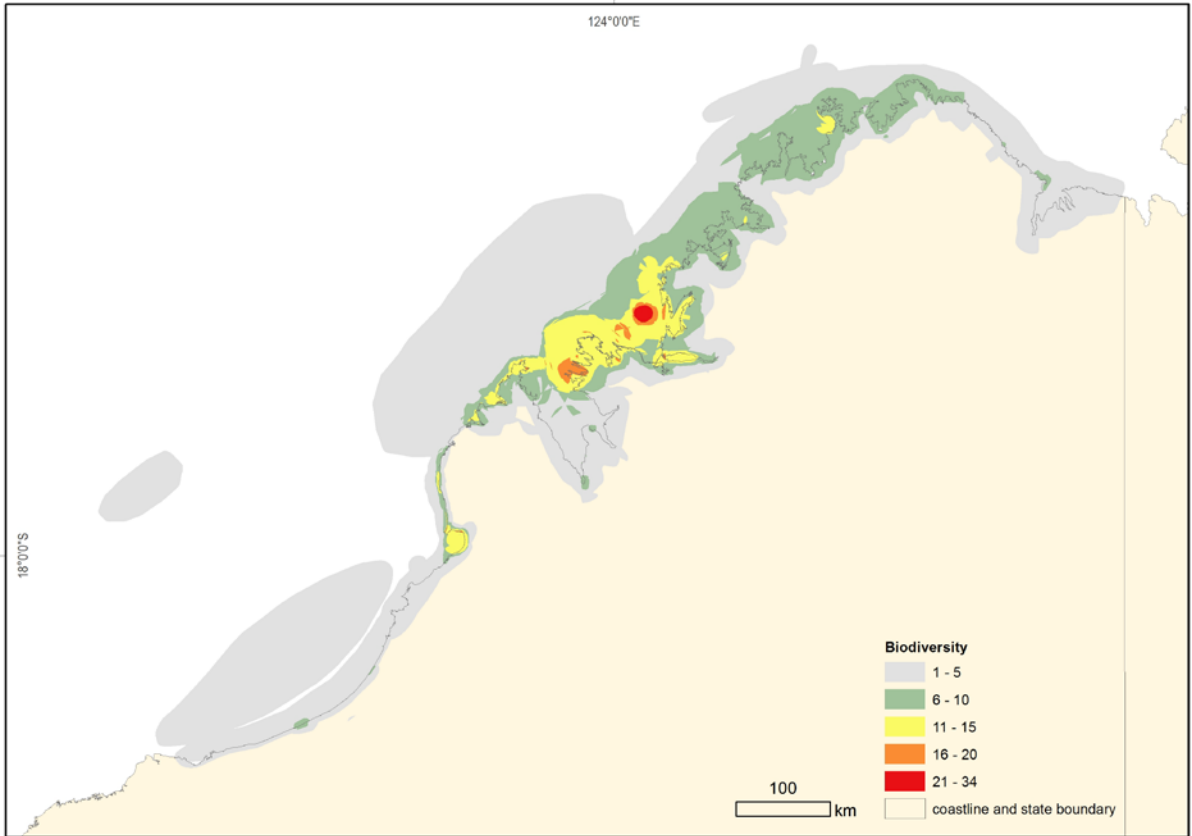 124°0'0"E
18°0'0"S
Biodiversity
1 - 5
6 - 10
11 - 15
16 - 20
21 - 34
coastline and state boundary
100
km